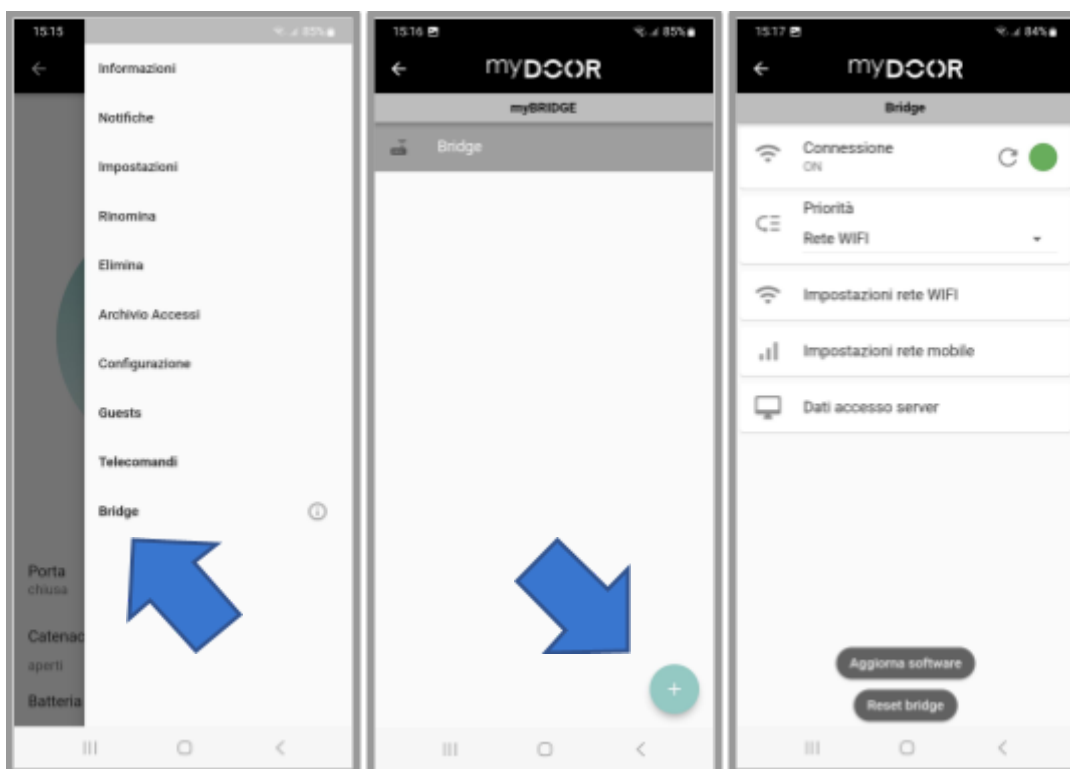 15:15
85%
Informazioni
Notifiche
Impostazioni
Rinomina
Elimina
Archivio Accessi
Configurazione
Guests
Telecomandi
Bridge
Porta
chiusa
Catenac
aperti
Batteria
15:16
85%
myDOOR
myBRIDGE
Bridge
+
15:17
84%
myDOOR
Bridge
Connessione
ON
Priorità
Rete WIFI
Impostazioni rete WIFI
Impostazioni rete mobile
Dati accesso server
Aggiorna software
Reset bridge